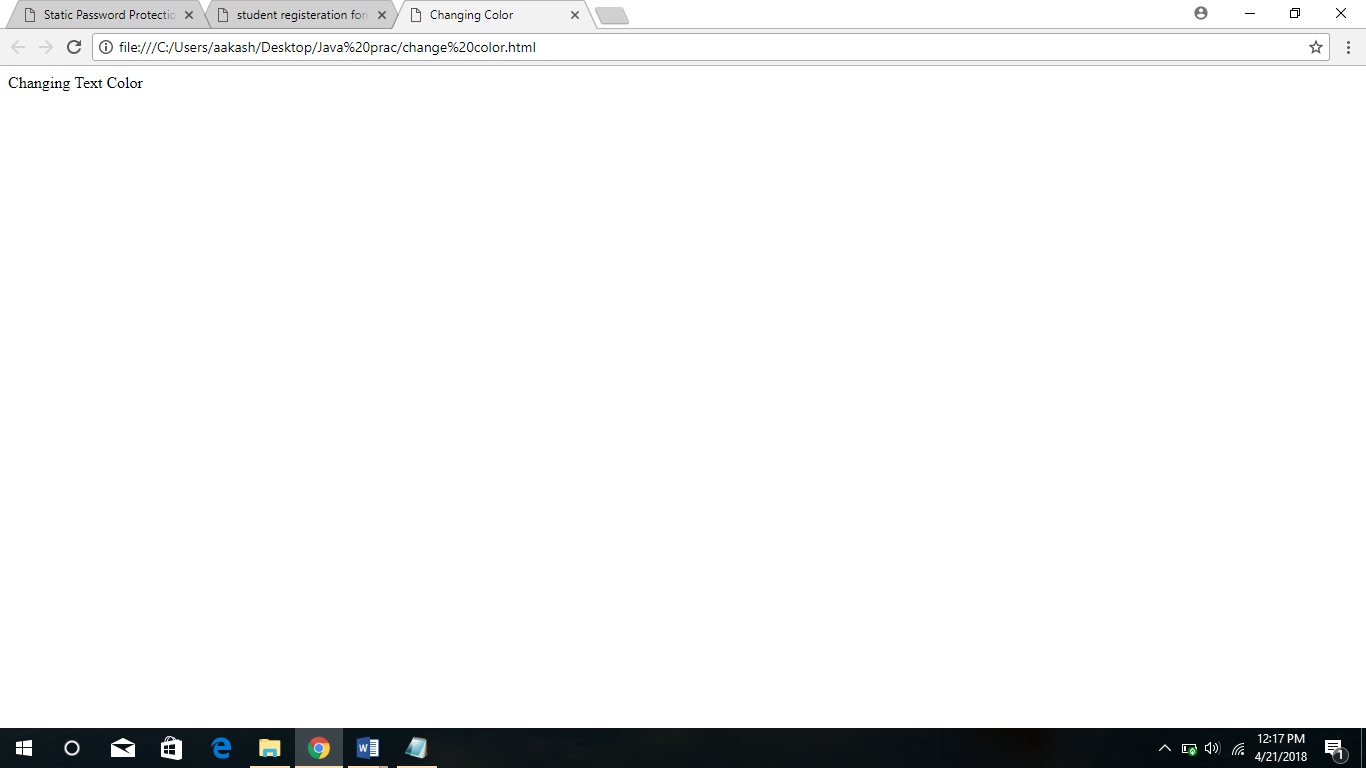 Static Password Protectio
student registeration for
Changing Color
file:///C:/Users/aakash/Desktop/Java%20prac/change%20color.html
Changing Text Color
12:17 PM
4/21/2018
1